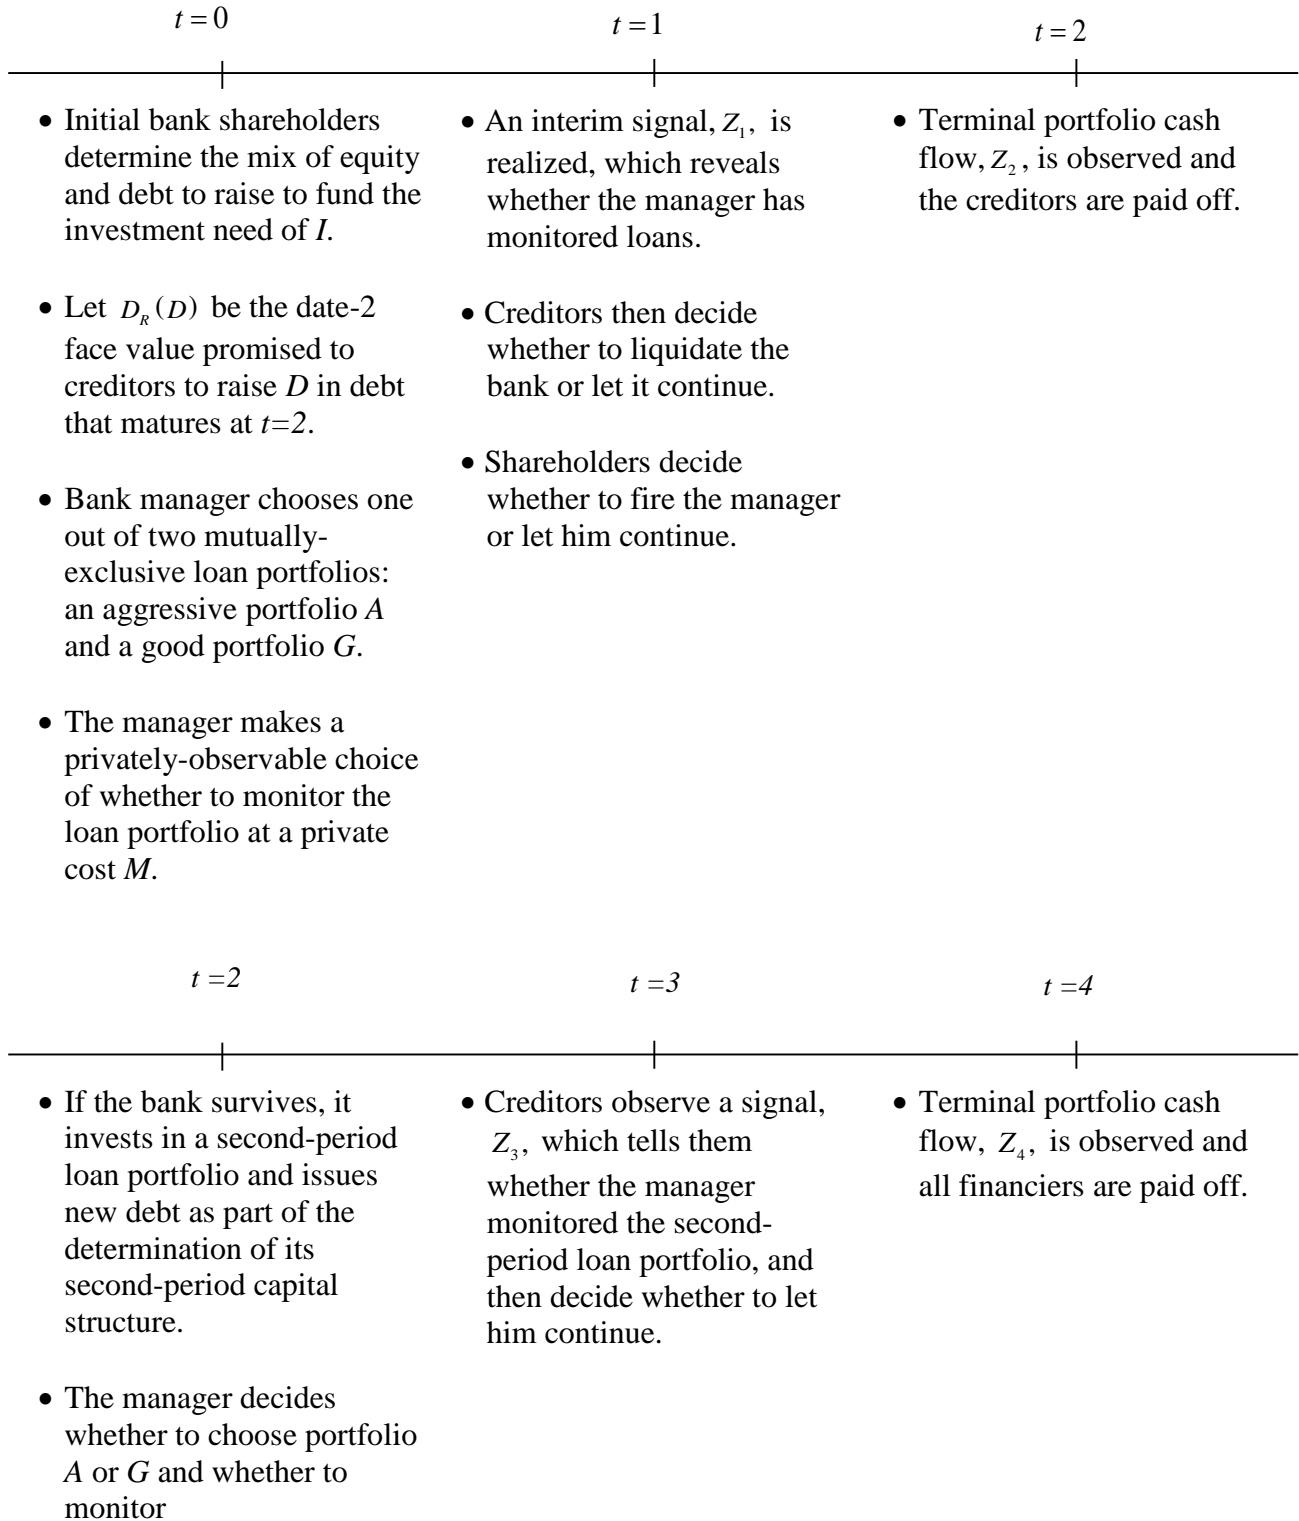 t = 0
t = 1
t = 2
• Initial bank shareholders
determine the mix of equity
and debt to raise to fund the
investment need of I.
• Let D_R(D) be the date-2
face value promised to
creditors to raise D in debt
that matures at t=2.
• Bank manager chooses one
out of two mutually-
exclusive loan portfolios:
an aggressive portfolio A
and a good portfolio G.
• The manager makes a
privately-observable choice
of whether to monitor the
loan portfolio at a private
cost M.
• An interim signal, Z_1, is
realized, which reveals
whether the manager has
monitored loans.
• Creditors then decide
whether to liquidate the
bank or let it continue.
• Shareholders decide
whether to fire the manager
or let him continue.
• Terminal portfolio cash
flow, Z_2, is observed and
the creditors are paid off.
t =2
t =3
t =4
• If the bank survives, it
invests in a second-period
loan portfolio and issues
new debt as part of the
determination of its
second-period capital
structure.
• The manager decides
whether to choose portfolio
A or G and whether to
monitor
• Creditors observe a signal,
Z_3, which tells them
whether the manager
monitored the second-
period loan portfolio, and
then decide whether to let
him continue.
• Terminal portfolio cash
flow, Z_4, is observed and
all financiers are paid off.